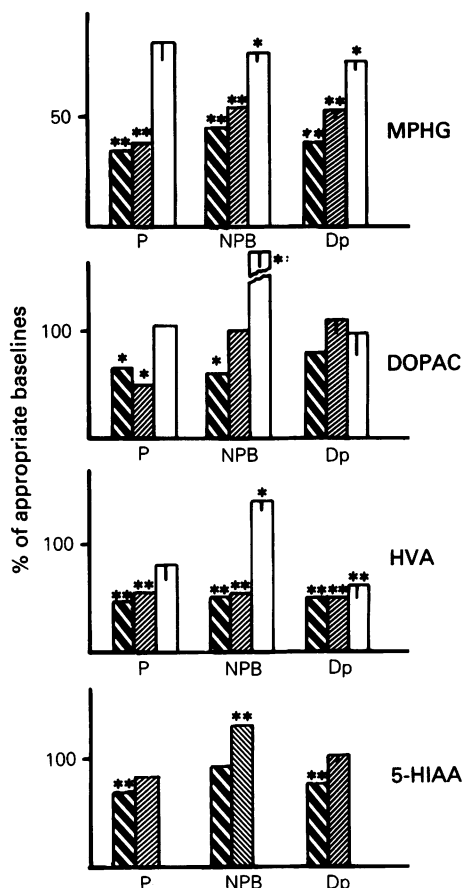 % of appropriate baselines
*
*
** **
** **
** **
50
MPHG
P NPB Dp
*:
100
* *
*
DOPAC
P NPB Dp
*
100
** **
** **
**** **
HVA
P NPB Dp
**
100
**
**
5-HIAA
P NPB Dp